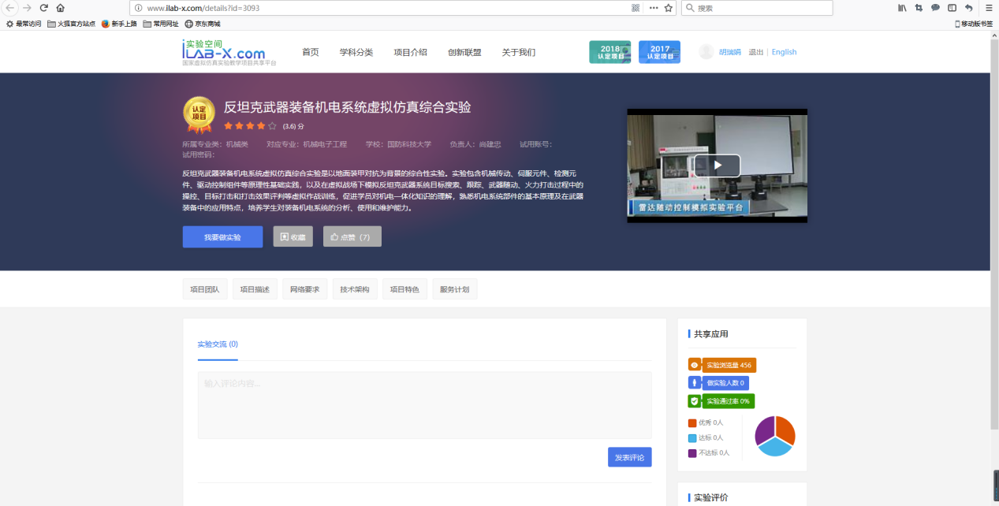 www.ilab-x.com/details?id=3093
搜索
最常访问 火狐官方站点 新手上路 常用网址 京东商城
移动版书签
实验空间
iLAB-X.com
国家虚拟仿真实验教学项目共享平台
首页 学科分类 项目介绍 创新联盟 关于我们
2018
认定项目
2017
认定项目
胡瑞娟 退出 English
认定
项目
反坦克武器装备机电系统虚拟仿真综合实验
(3.6) 分
所属专业类: 机械类 对应专业: 机械电子工程 学校: 国防科技大学 负责人: 尚建忠 试用账号:
试用密码:
反坦克武器装备机电系统虚拟仿真综合实验是以地面装甲对抗为背景的综合性实验。实验包含机械传动、伺服元件、检测元
件、驱动控制组件等原理性基础实践，以及在虚拟战场下模拟反坦克武器系统目标搜索、跟踪、武器随动、火力打击过程中的
操控、目标打击和打击效果评判等虚拟作战训练，促进学员对机电一体化知识的理解，熟悉机电系统部件的基本原理及在武器
装备中的应用特点，培养学生对装备机电系统的分析、使用和维护能力。
雷达随动控制模拟实验平台
我要做实验 收藏 点赞（7）
项目团队 项目描述 网络要求 技术架构 项目特色 服务计划
实验交流 (0)
输入评论内容...
发表评论
共享应用
实验浏览量 456
做实验人数 0
实验通过率 0%
优秀 0人
达标 0人
不达标 0人
实验评价